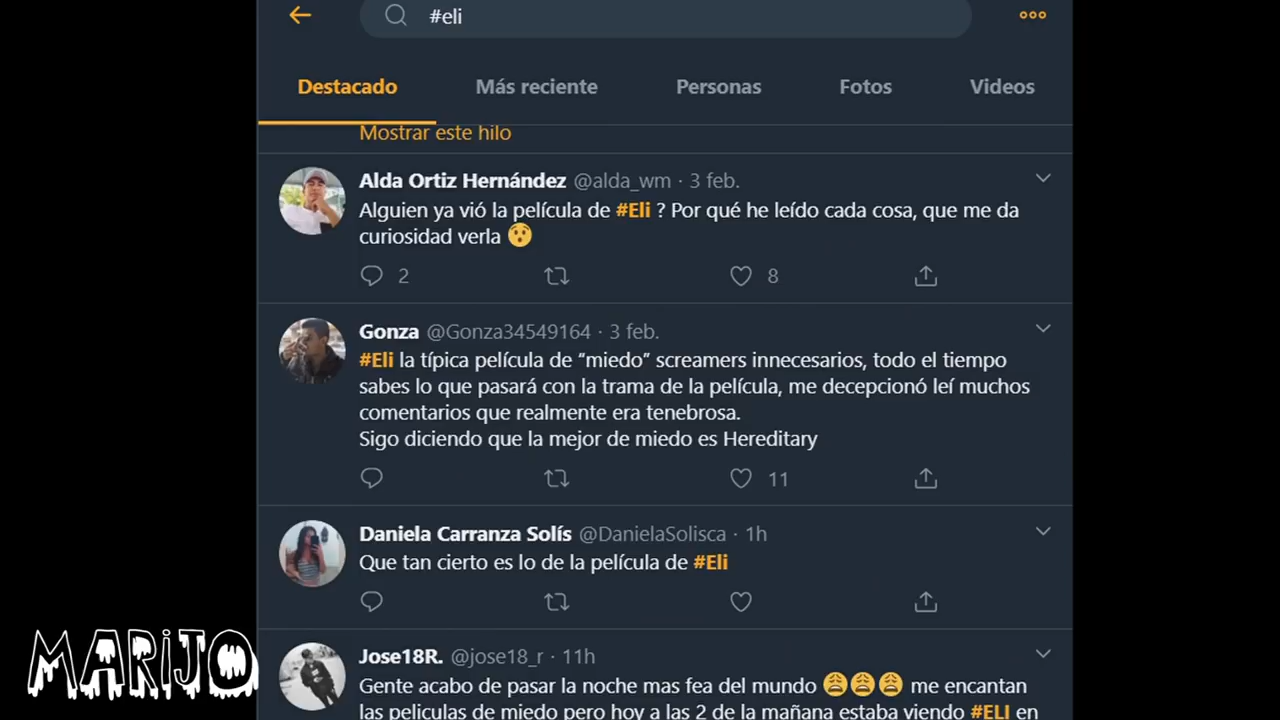 #eli
Destacado Más reciente Personas Fotos Videos
Mostrar este hilo
Alda Ortiz Hernández @alda_wm · 3 feb.
Alguien ya vió la película de #Eli ? Por qué he leído cada cosa, que me da
curiosidad verla 😯
2 8
Gonza @Gonza34549164 · 3 feb.
#Eli la típica película de “miedo” screamers innecesarios, todo el tiempo
sabes lo que pasará con la trama de la película, me decepcionó leí muchos
comentarios que realmente era tenebrosa.
Sigo diciendo que la mejor de miedo es Hereditary
11
Daniela Carranza Solís @DanielaSolisca · 1h
Que tan cierto es lo de la película de #Eli
Jose18R. @jose18_r · 11h
Gente acabo de pasar la noche mas fea del mundo 😩😩😩 me encantan
las peliculas de miedo pero hoy a las 2 de la mañana estaba viendo #ELI en
MARiJO